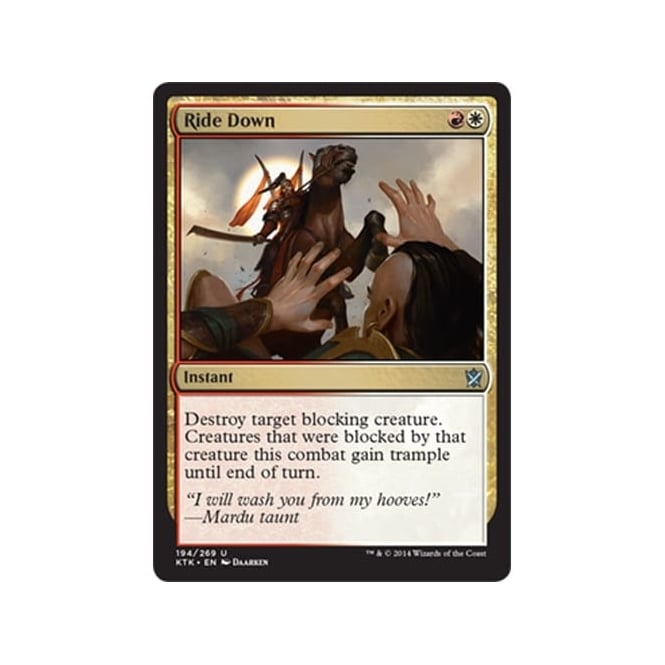 Ride Down
Instant
Destroy target blocking creature.
Creatures that were blocked by that
creature this combat gain trample
until end of turn.
“I will wash you from my hooves!”
—Mardu taunt
194/269 U
KTK • EN DAARKEN
™ & © 2014 Wizards of the Coast